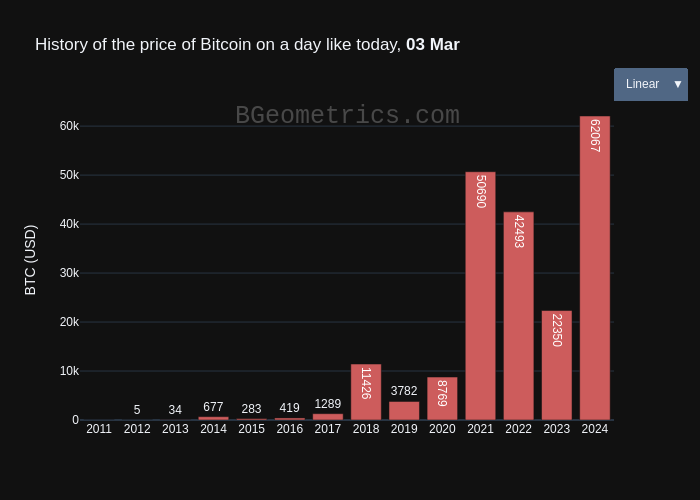 History of the price of Bitcoin on a day like today, 03 Mar
Linear ▼
BGeometrics.com
BTC (USD)
60k
50k
40k
30k
20k
10k
0
5
34
677
283
419
1289
11426
3782
8769
50690
42493
22350
62067
2011 2012 2013 2014 2015 2016 2017 2018 2019 2020 2021 2022 2023 2024